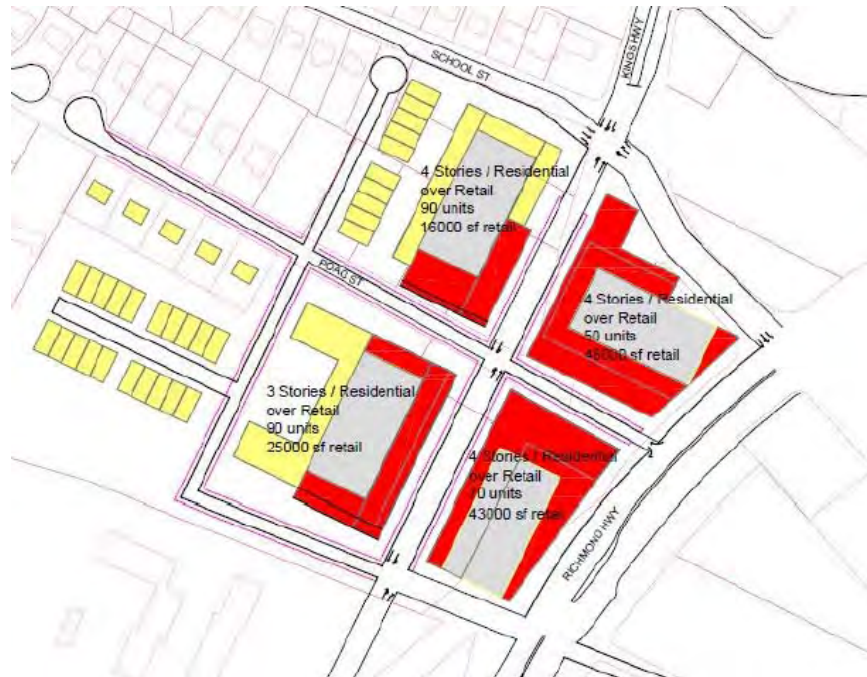 SCHOOL ST
KINGS HWY
4 Stories / Residential
over Retail
90 units
16000 sf retail
POAG ST
4 Stories / Residential
over Retail
50 units
sf retail
3 Stories / Residential
over Retail
90 units
25000 sf retail
4 Stories / Residential
over Retail
70 units
43000 sf retail
RICHMOND HWY